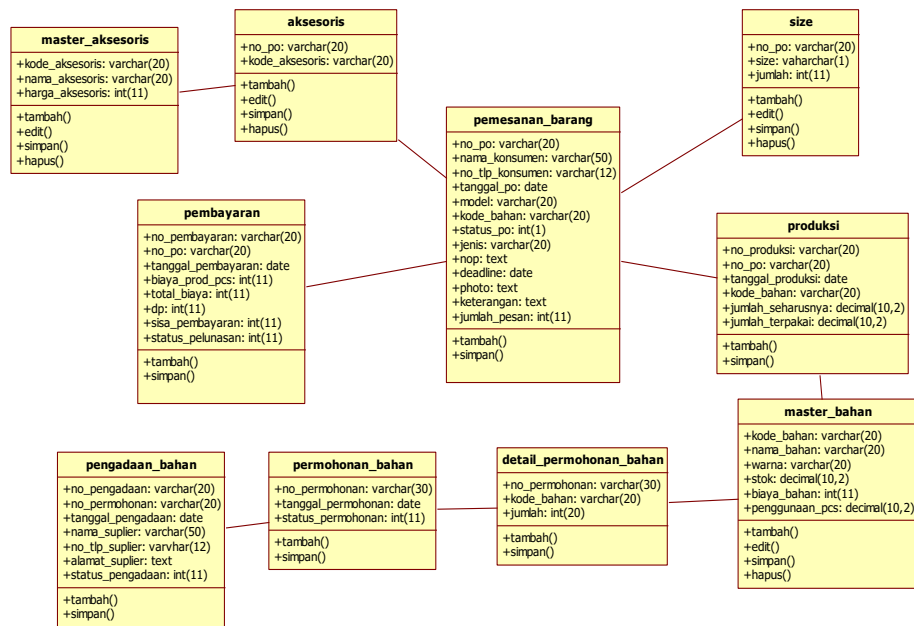 master_aksesoris
+kode_aksesoris: varchar(20)
+nama_aksesoris: varchar(20)
+harga_aksesoris: int(11)
+tambah()
+edit()
+simpan()
+hapus()
aksesoris
+no_po: varchar(20)
+kode_aksesoris: varchar(20)
+tambah()
+edit()
+simpan()
+hapus()
size
+no_po: varchar(20)
+size: vaharchar(1)
+jumlah: int(11)
+tambah()
+edit()
+simpan()
+hapus()
pemesanan_barang
+no_po: varchar(20)
+nama_konsumen: varchar(50)
+no_tlp_konsumen: varchar(12)
+tanggal_po: date
+model: varchar(20)
+kode_bahan: varchar(20)
+status_po: int(1)
+jenis: varchar(20)
+nop: text
+deadline: date
+photo: text
+keterangan: text
+jumlah_pesan: int(11)
+tambah()
+simpan()
pembayaran
+no_pembayaran: varchar(20)
+no_po: varchar(20)
+tanggal_pembayaran: date
+biaya_prod_pcs: int(11)
+total_biaya: int(11)
+dp: int(11)
+sisa_pembayaran: int(11)
+status_pelunasan: int(11)
+tambah()
+simpan()
produksi
+no_produksi: varchar(20)
+no_po: varchar(20)
+tanggal_produksi: date
+kode_bahan: varchar(20)
+jumlah_seharusnya: decimal(10,2)
+jumlah_terpakai: decimal(10,2)
+tambah()
+simpan()
master_bahan
+kode_bahan: varchar(20)
+nama_bahan: varchar(20)
+warna: varchar(20)
+stok: decimal(10,2)
+biaya_bahan: int(11)
+penggunaan_pcs: decimal(10,2)
+tambah()
+edit()
+simpan()
+hapus()
detail_permohonan_bahan
+no_permohonan: varchar(30)
+kode_bahan: varchar(20)
+jumlah: int(20)
+tambah()
+simpan()
permohonan_bahan
+no_permohonan: varchar(30)
+tanggal_permohonan: date
+status_permohonan: int(11)
+tambah()
+simpan()
pengadaan_bahan
+no_pengadaan: varchar(20)
+no_permohonan: varchar(20)
+tanggal_pengadaan: date
+nama_suplier: varchar(50)
+no_tlp_suplier: varvhar(12)
+alamat_suplier: text
+status_pengadaan: int(11)
+tambah()
+simpan()